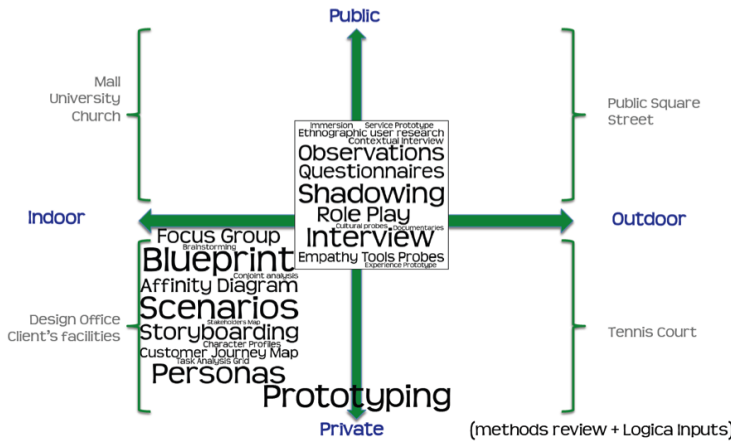 Public
Mall
University
Church
Public Square
Street
Immersion Service Prototype
Ethnographic user research
Contextual Interview
Observations
Questionnaires
Shadowing
Role Play
Cultural probes Documentaries
Interview
Empathy Tools Probes
Experience Prototype
Indoor
Outdoor
Focus Group
Brainstorming
Blueprint
Conjoint analysis
Affinity Diagram
Scenarios
Stakeholders Map
Storyboarding
Character Profiles
Customer Journey Map
Task Analysis Grid
Personas
Prototyping
Design Office
Client's facilities
Tennis Court
Private
(methods review + Logica Inputs)